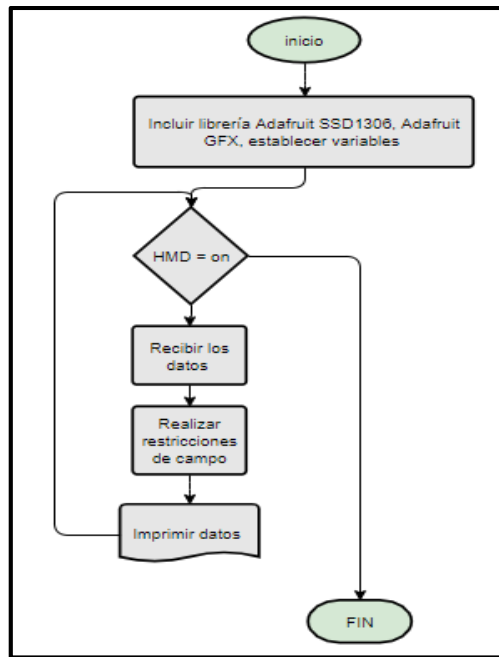 inicio
Incluir librería Adafruit SSD1306, Adafruit
GFX, establecer variables
HMD = on
Recibir los
datos
Realizar
restricciones
de campo
Imprimir datos
FIN